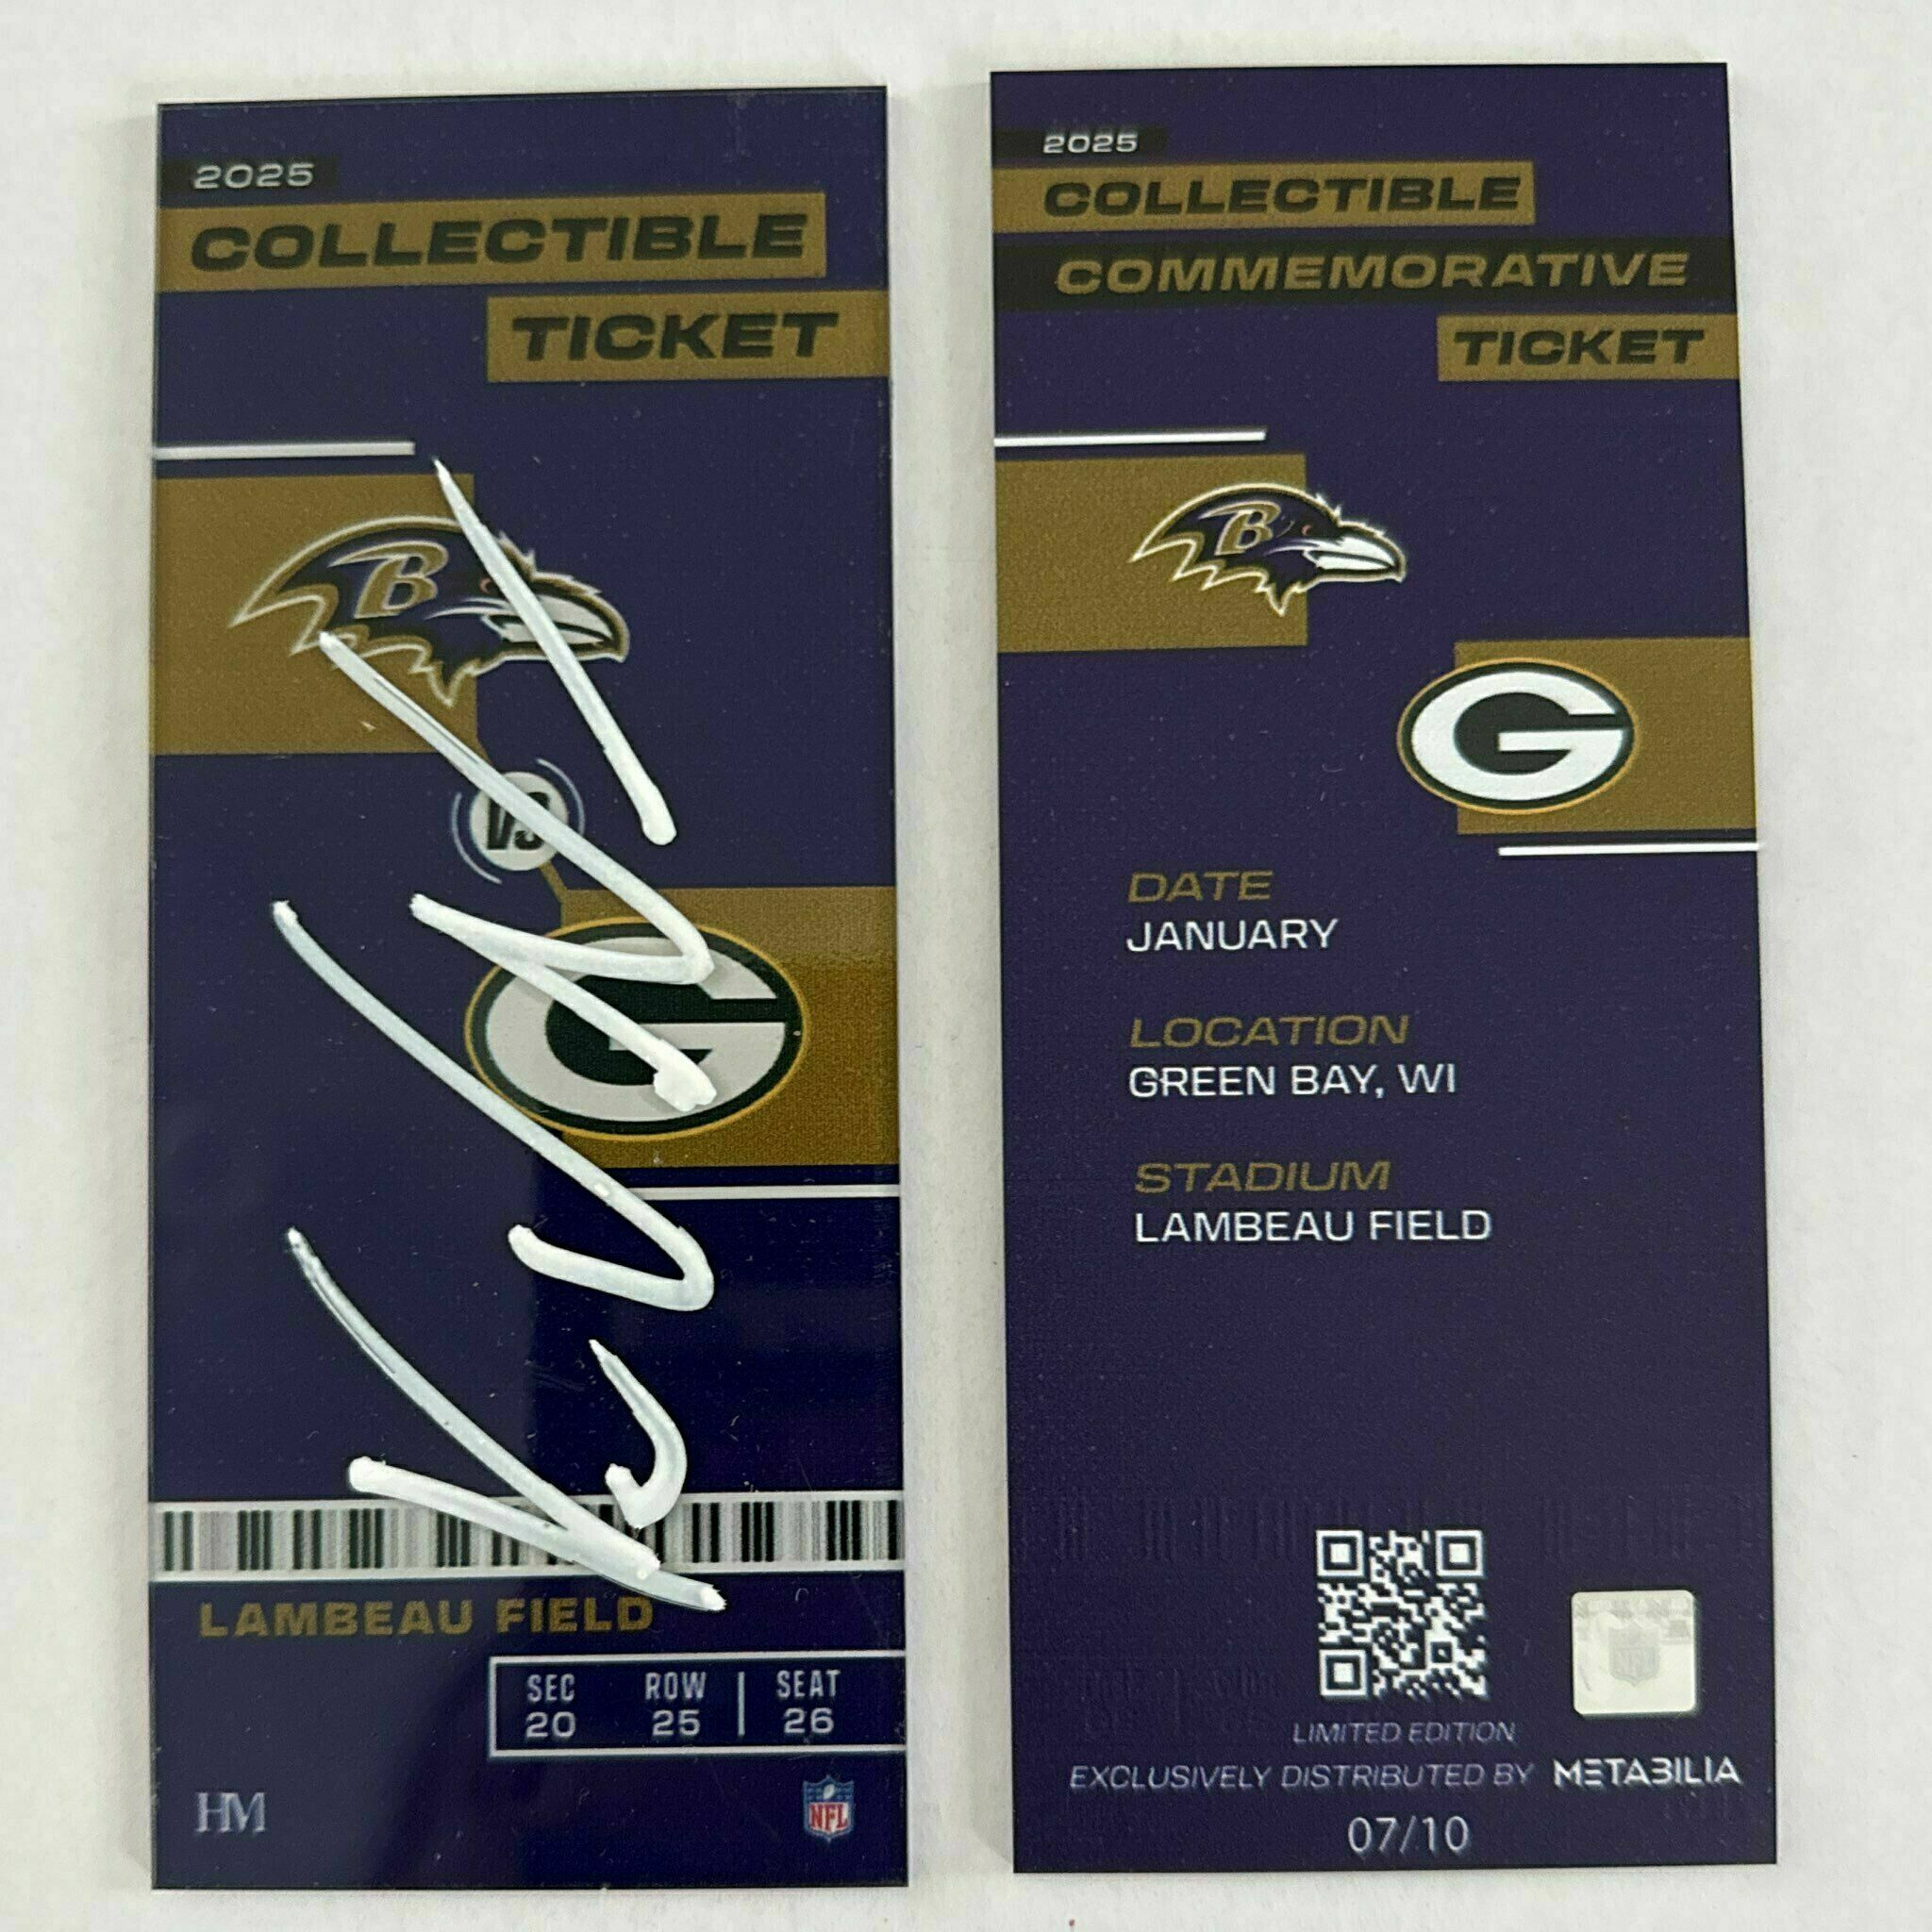 2025
COLLECTIBLE
TICKET
B
VS
G
LAMBEAU FIELD
SEC ROW SEAT
20 25 26
HM
NFL
2025
COLLECTIBLE
COMMEMORATIVE
TICKET
B
G
DATE
JANUARY
LOCATION
GREEN BAY, WI
STADIUM
LAMBEAU FIELD
NFL
LIMITED EDITION
EXCLUSIVELY DISTRIBUTED BY METABILIA
07/10